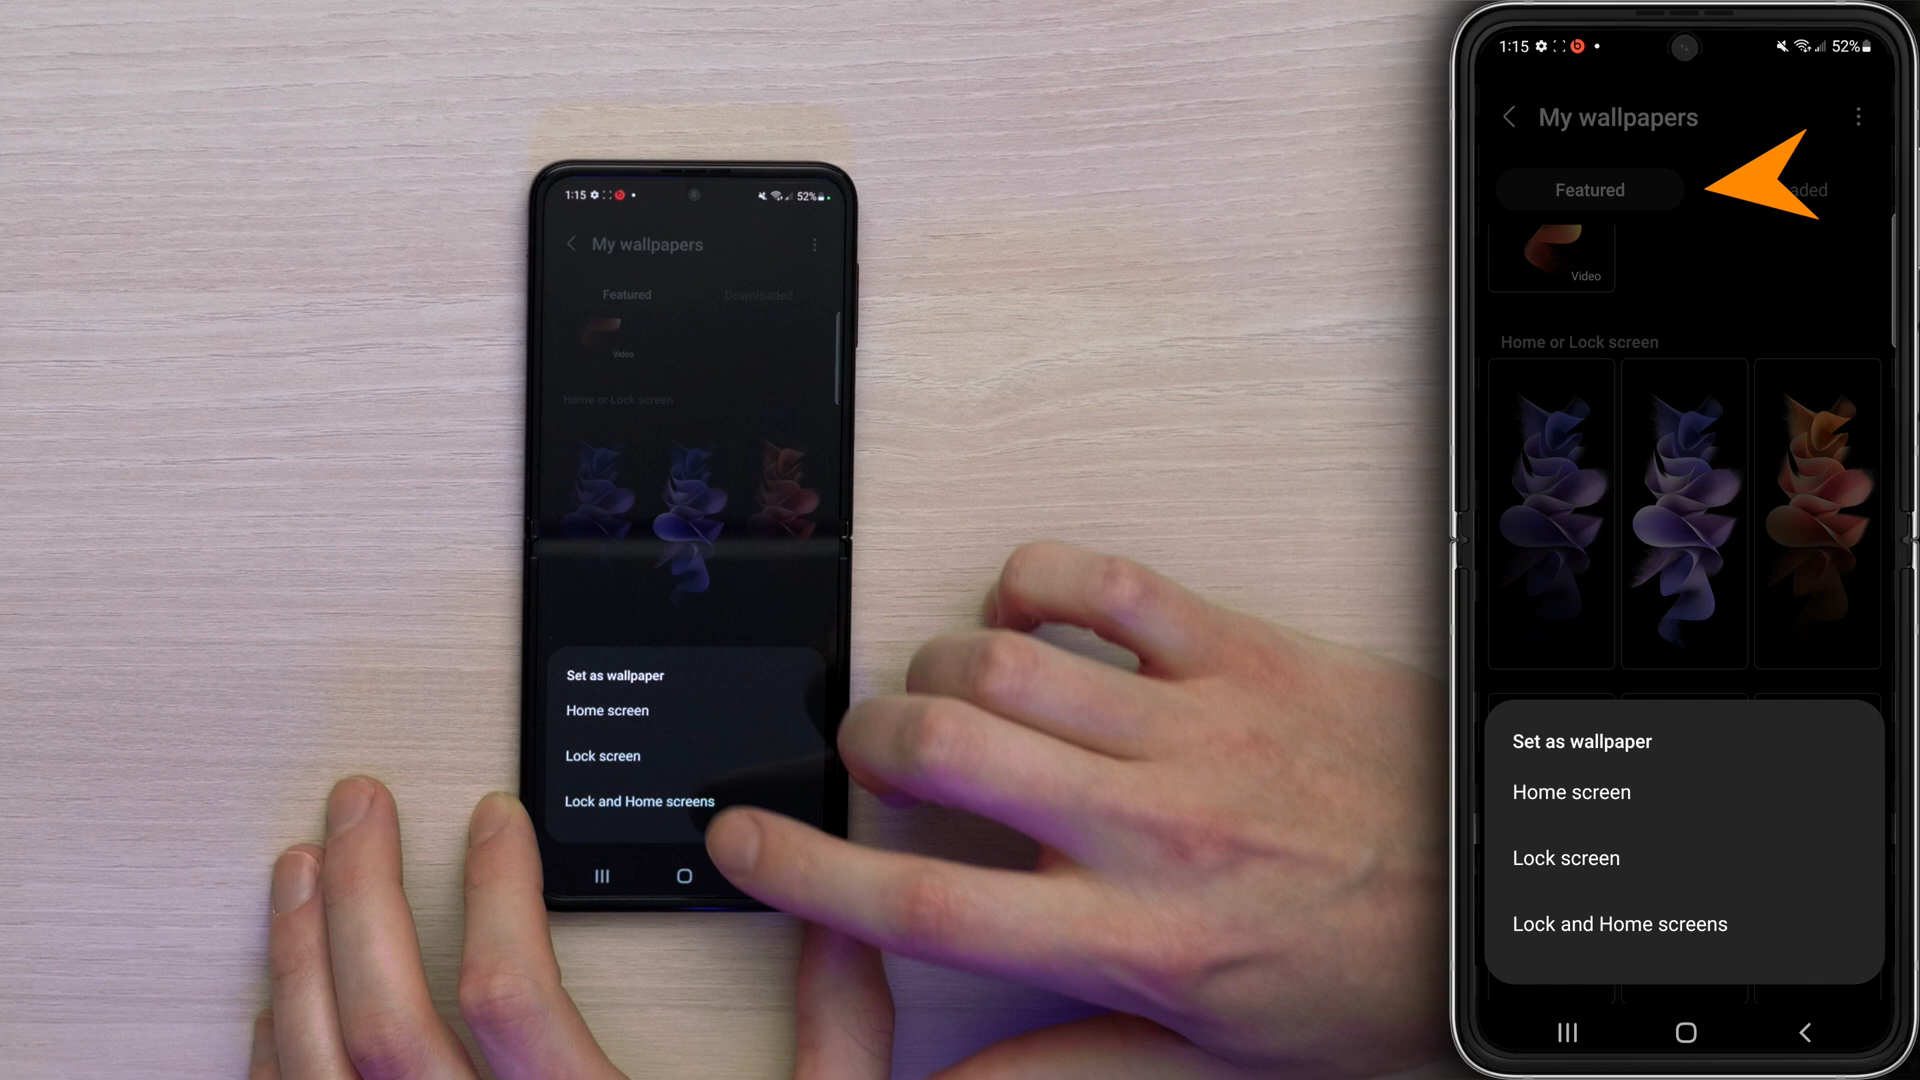 1:15 52%
My wallpapers
Featured Downloaded
Video
Home or Lock screen
Set as wallpaper
Home screen
Lock screen
Lock and Home screens
1:15 52%
My wallpapers
Featured aded
Video
Home or Lock screen
Set as wallpaper
Home screen
Lock screen
Lock and Home screens